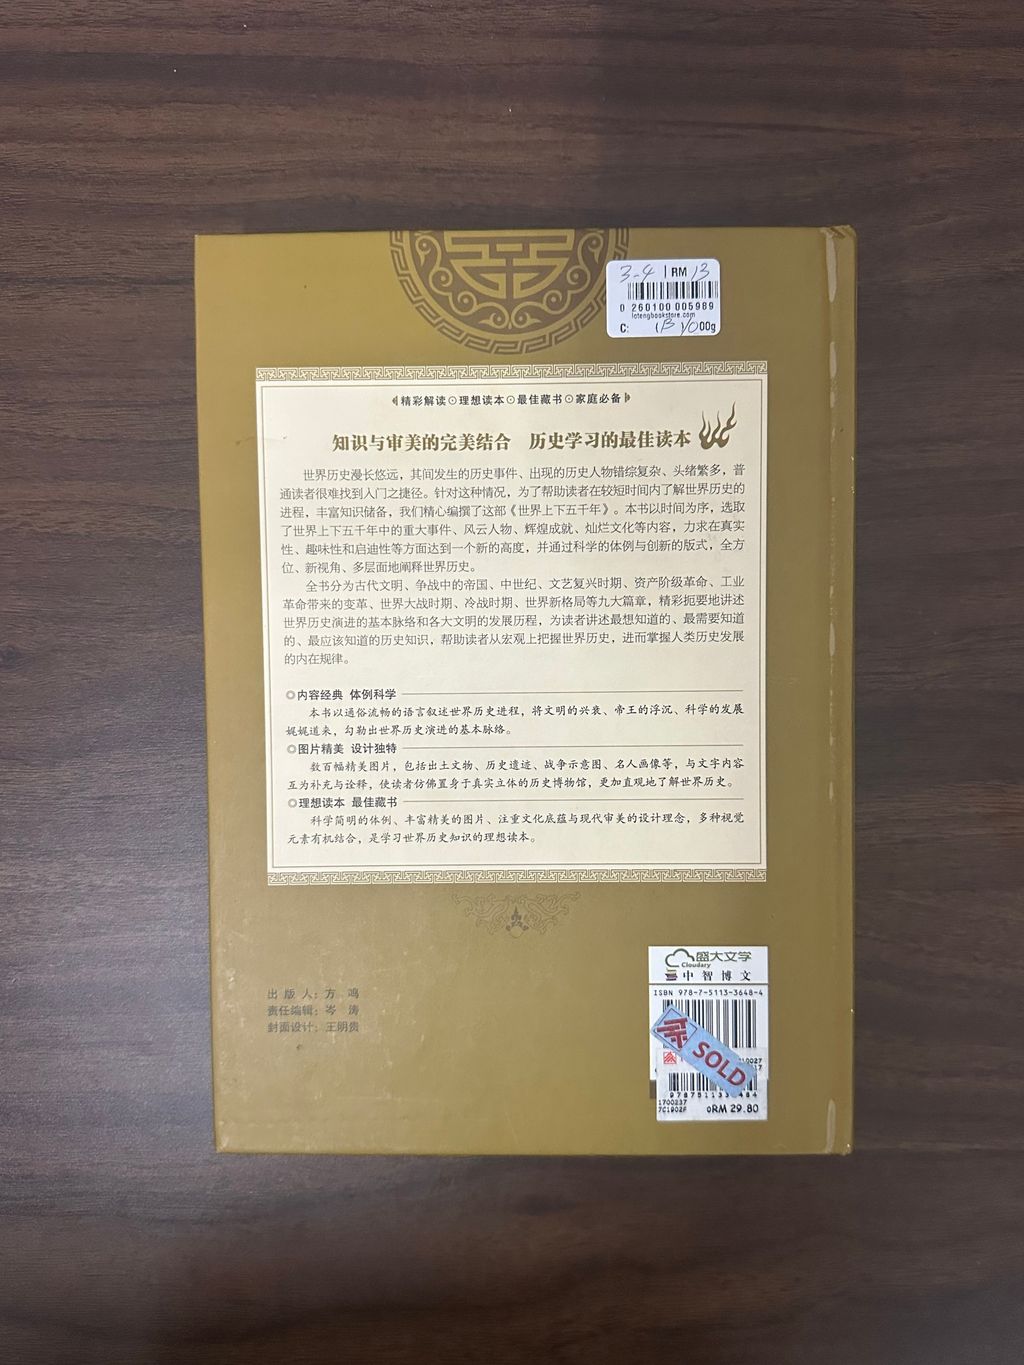 3-4 RM 13
0 260100 005989
lotengbookstore.com
C: 00g
精彩解读⊙理想读本⊙最佳藏书⊙家庭必备
知识与审美的完美结合 历史学习的最佳读本
世界历史漫长悠远，其间发生的历史事件、出现的历史人物错综复杂、头绪繁多，普
通读者很难找到入门之捷径。针对这种情况，为了帮助读者在较短时间内了解世界历史的
进程，丰富知识储备，我们精心编撰了这部《世界上下五千年》。本书以时间为序，选取
了世界上下五千年中的重大事件、风云人物、辉煌成就、灿烂文化等内容，力求在真实
性、趣味性和启迪性等方面达到一个新的高度，并通过科学的体例与创新的版式，全方
位、新视角、多层面地阐释世界历史。
全书分为古代文明、争战中的帝国、中世纪、文艺复兴时期、资产阶级革命、工业
革命带来的变革、世界大战时期、冷战时期、世界新格局等九大篇章，精彩扼要地讲述
世界历史演进的基本脉络和各大文明的发展历程，为读者讲述最想知道的、最需要知道
的、最应该知道的历史知识，帮助读者从宏观上把握世界历史，进而掌握人类历史发展
的内在规律。
◎内容经典 体例科学
本书以通俗流畅的语言叙述世界历史进程，将文明的兴衰、帝王的浮沉、科学的发展
娓娓道来，勾勒出世界历史演进的基本脉络。
◎图片精美 设计独特
数百幅精美图片，包括出土文物、历史遗迹、战争示意图、名人画像等，与文字内容
互为补充与诠释，使读者仿佛置身于真实立体的历史博物馆，更加直观地了解世界历史。
◎理想读本 最佳藏书
科学简明的体例、丰富精美的图片、注重文化底蕴与现代审美的设计理念，多种视觉
元素有机结合，是学习世界历史知识的理想读本。
出 版 人：方 鸣
责任编辑：岑 涛
封面设计：王明贵
盛大文学
Cloudary
中智博文
ISBN 978-7-5113-3648-4
SOLD
1700237
7C1902F
RM 29.80